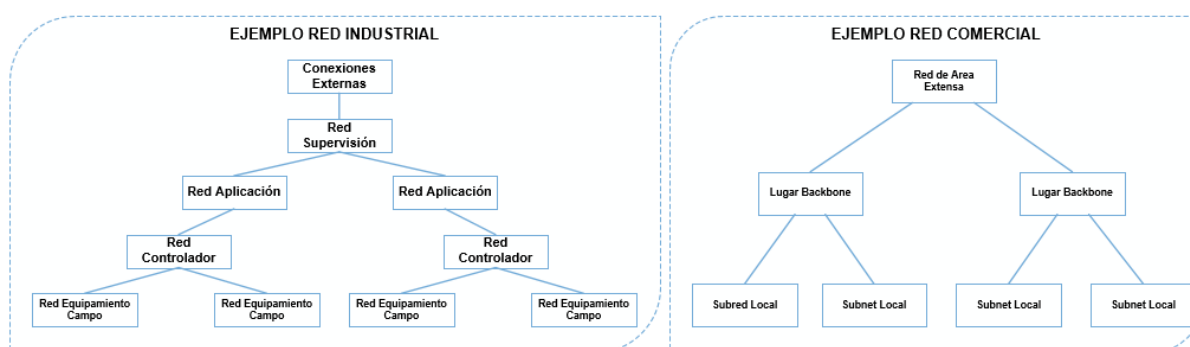 EJEMPLO RED INDUSTRIAL
Conexiones
Externas
Red
Supervisión
Red Aplicación
Red Aplicación
Red
Controlador
Red
Controlador
Red Equipamiento
Campo
Red Equipamiento
Campo
Red Equipamiento
Campo
Red Equipamiento
Campo
EJEMPLO RED COMERCIAL
Red de Area
Extensa
Lugar Backbone
Lugar Backbone
Subred Local
Subnet Local
Subnet Local
Subnet Local